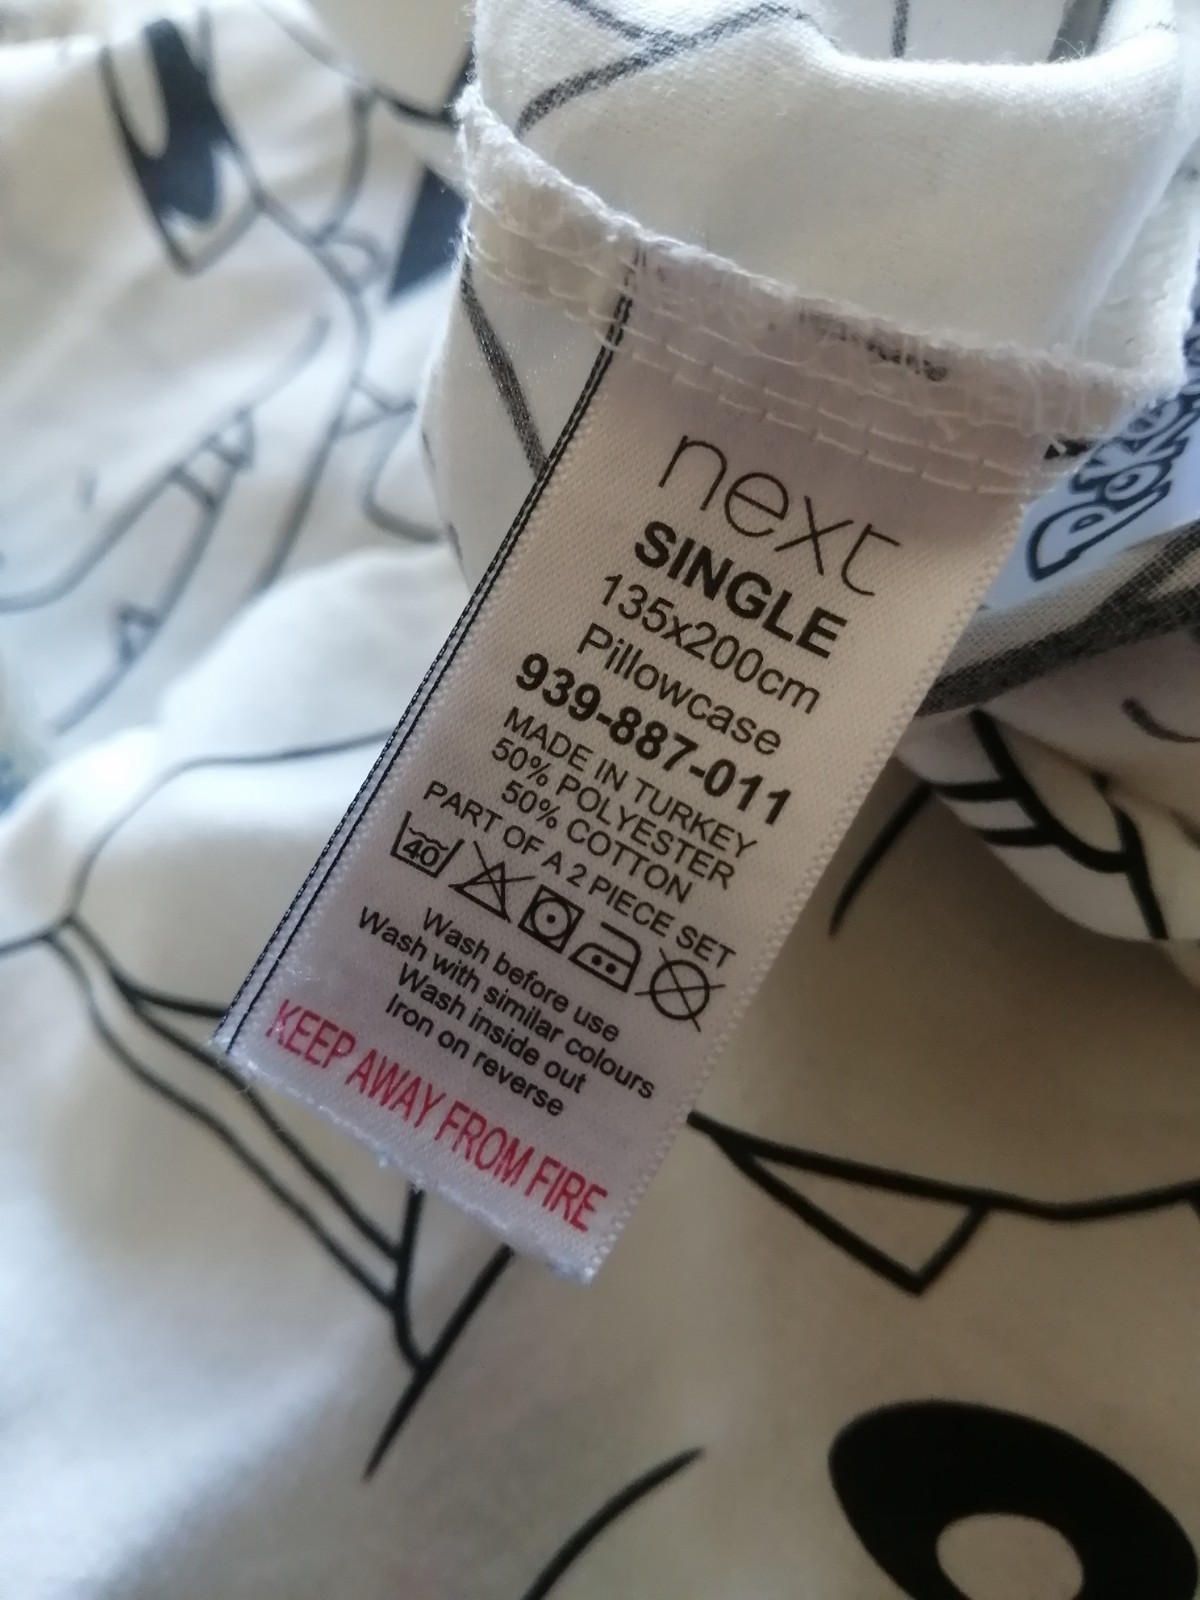 next
SINGLE
135x200cm
Pillowcase
939-887-011
MADE IN TURKEY
50% POLYESTER
50% COTTON
PART OF A 2 PIECE SET
40
Wash before use
Wash with similar colours
Wash inside out
Iron on reverse
KEEP AWAY FROM FIRE